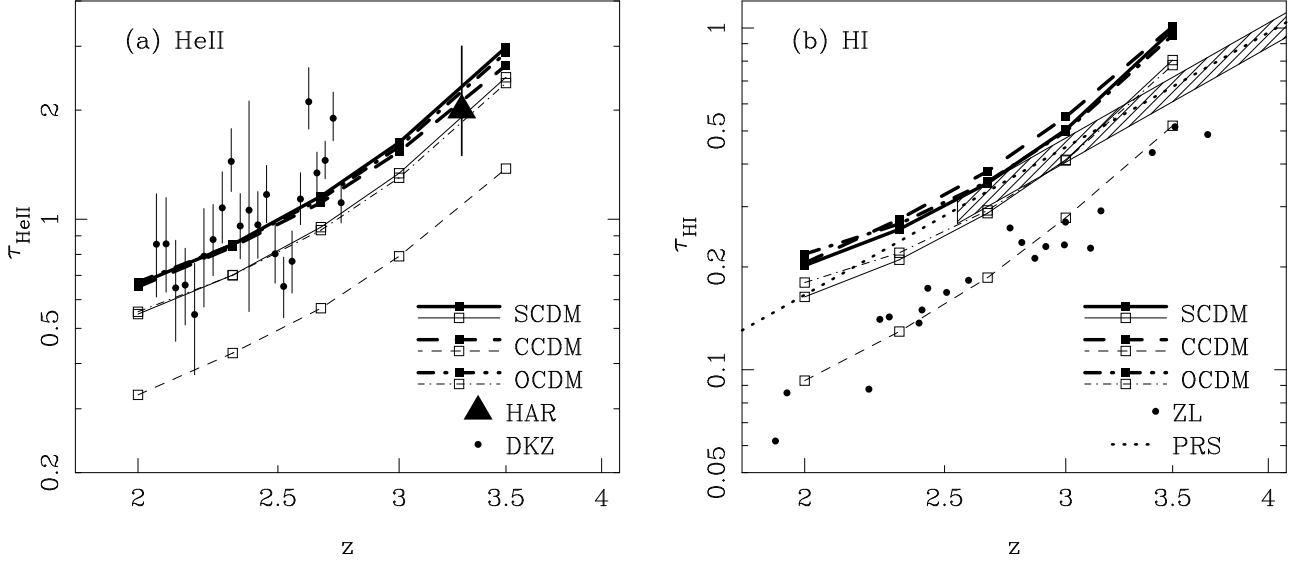 (a) HeII
τHeII
2
1
0.5
0.2
SCDM
CCDM
OCDM
HAR
DKZ
2
2.5
3
3.5
4
z
(b) HI
τHI
1
0.5
0.2
0.1
0.05
SCDM
CCDM
OCDM
ZL
PRS
2
2.5
3
3.5
4
z